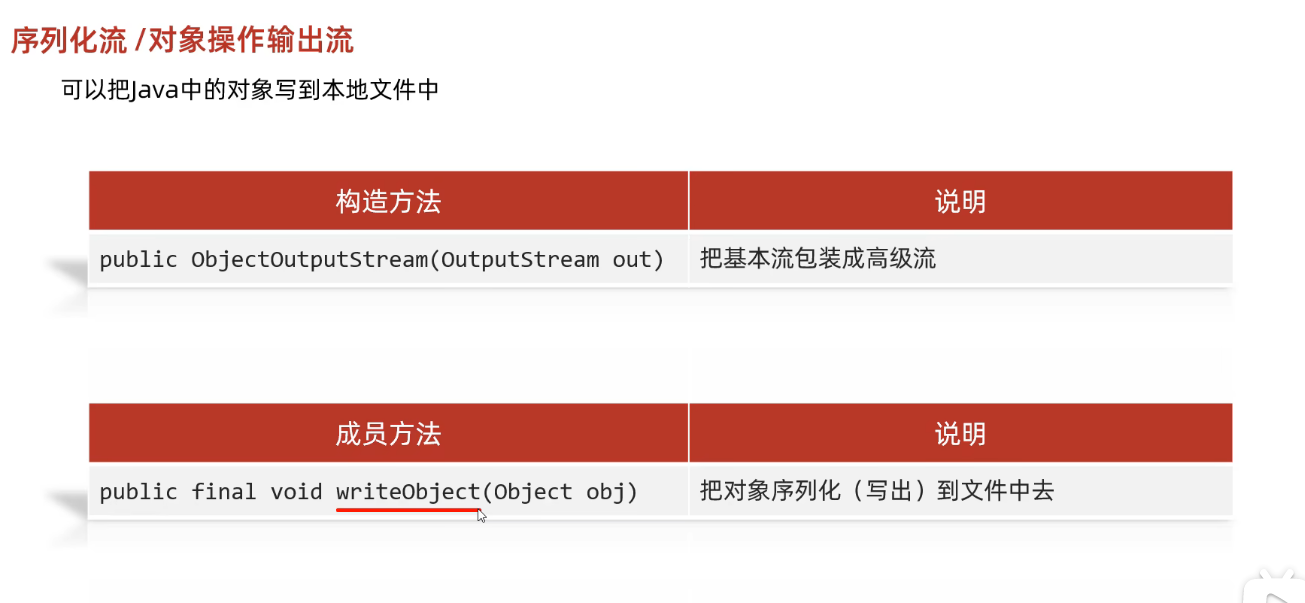 序列化流 /对象操作输出流
可以把Java中的对象写到本地文件中
构造方法 说明
public ObjectOutputStream(OutputStream out) 把基本流包装成高级流
成员方法 说明
public final void writeObject(Object obj) 把对象序列化（写出）到文件中去